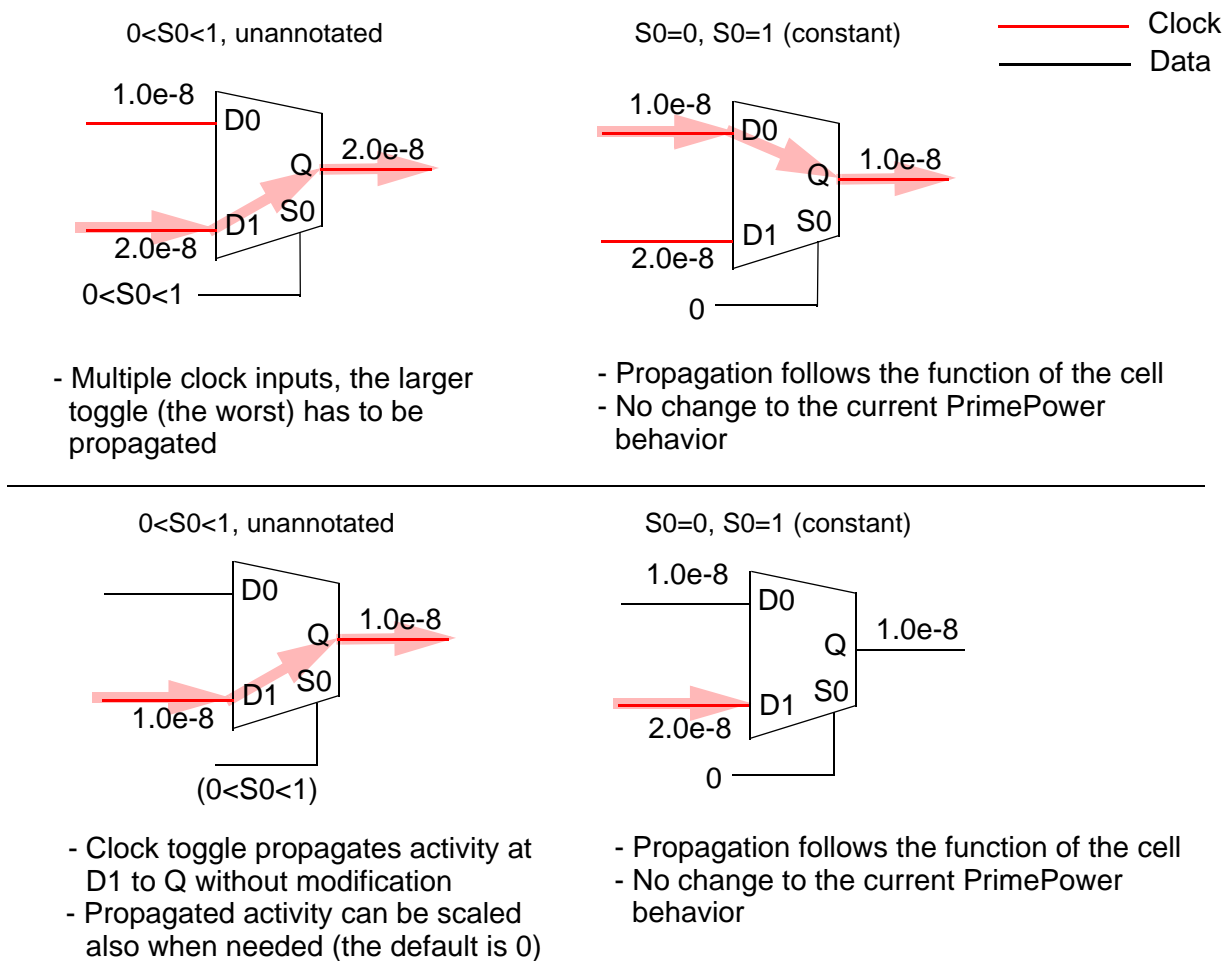 0<S0<1, unannotated
S0=0, S0=1 (constant)
Clock
Data
1.0e-8
D0
Q
2.0e-8
D1
S0
2.0e-8
0<S0<1
1.0e-8
D0
Q
1.0e-8
D1
S0
2.0e-8
0
- Multiple clock inputs, the larger
toggle (the worst) has to be
propagated
- Propagation follows the function of the cell
- No change to the current PrimePower
behavior
0<S0<1, unannotated
S0=0, S0=1 (constant)
D0
Q
1.0e-8
D1
S0
1.0e-8
(0<S0<1)
1.0e-8
D0
Q
1.0e-8
D1
S0
2.0e-8
0
- Clock toggle propagates activity at
D1 to Q without modification
- Propagated activity can be scaled
also when needed (the default is 0)
- Propagation follows the function of the cell
- No change to the current PrimePower
behavior